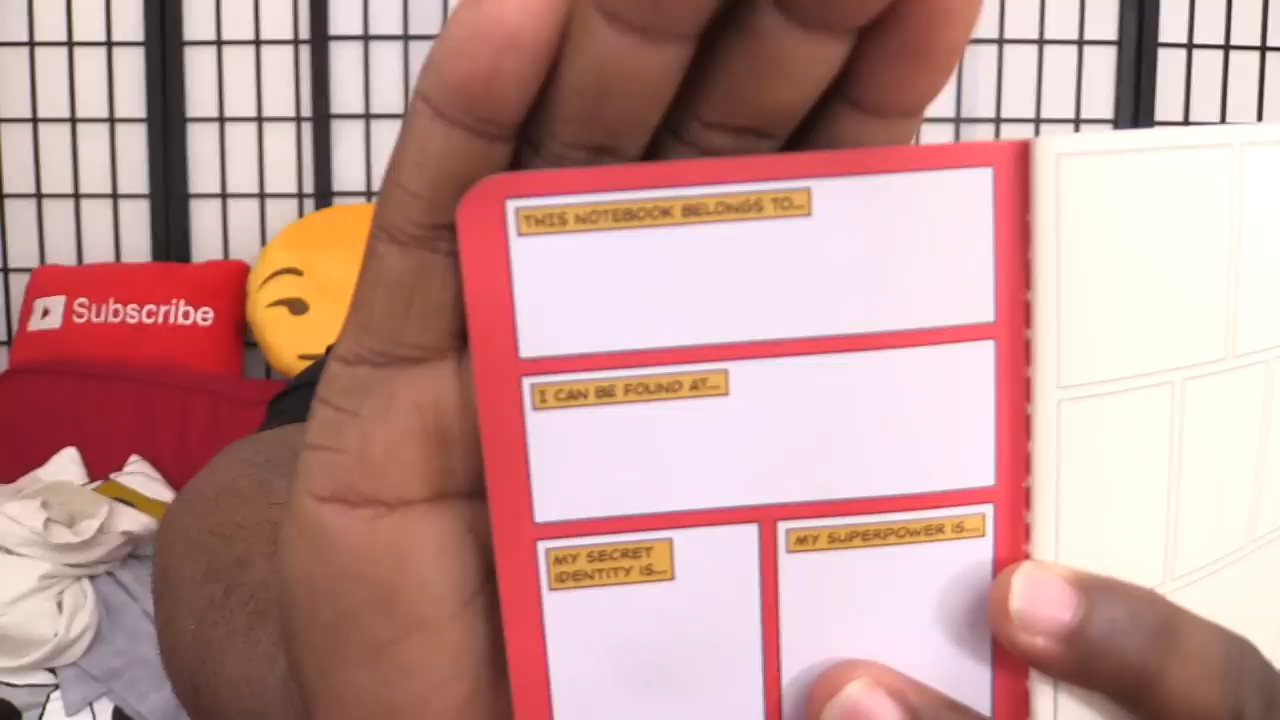 Subscribe
THIS NOTEBOOK BELONGS TO...
I CAN BE FOUND AT...
MY SECRET
IDENTITY IS...
MY SUPERPOWER IS...